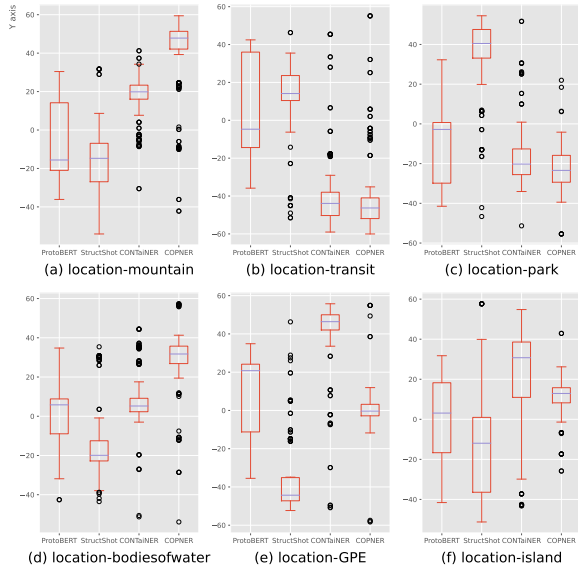 Y axis
60
40
20
0
−20
−40
ProtoBERT StructShot CONTaiNER COPNER
(a) location-mountain
60
40
20
0
−20
−40
−60
ProtoBERT StructShot CONTaiNER COPNER
(b) location-transit
40
20
0
−20
−40
−60
ProtoBERT StructShot CONTaiNER COPNER
(c) location-park
60
40
20
0
−20
−40
ProtoBERT StructShot CONTaiNER COPNER
(d) location-bodiesofwater
60
40
20
0
−20
−40
−60
ProtoBERT StructShot CONTaiNER COPNER
(e) location-GPE
60
40
20
0
−20
−40
ProtoBERT StructShot CONTaiNER COPNER
(f) location-island